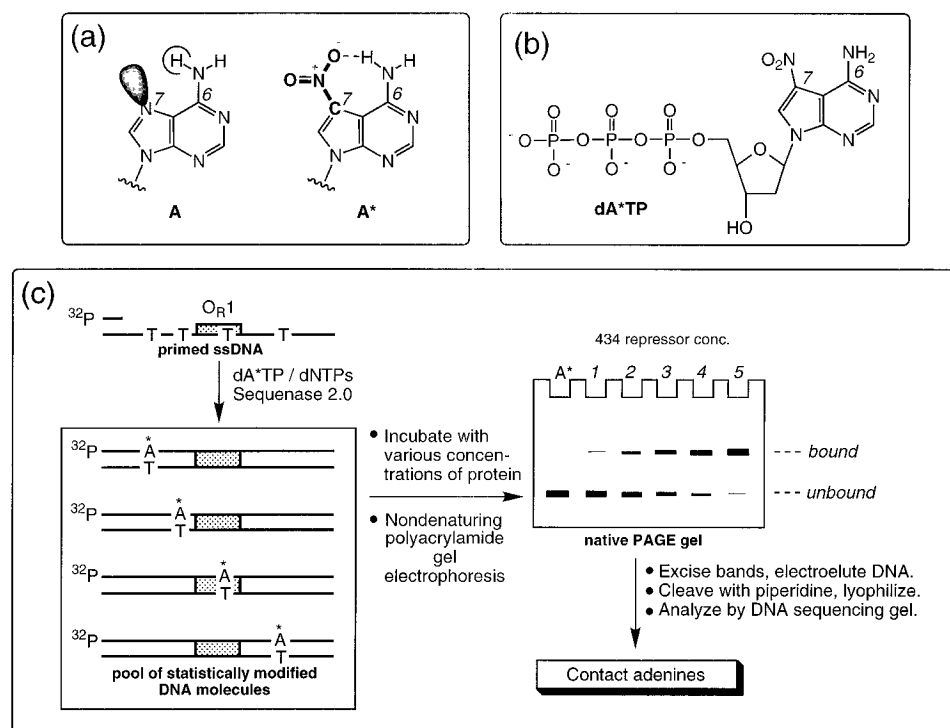 (a)
H H
N
7
6
N
N
N
N
A
O-
H H
O=N+
N
C
7
6
N
N
N
A*
(b)
O2N
NH2
7
6
N
N
N
O O O
-O-P-O-P-O-P-O
O- O- O-
O
HO
dA*TP
(c)
32P
OR1
T T T T
primed ssDNA
dA*TP / dNTPs
Sequenase 2.0
*
32P A
T
*
32P A
T
*
32P A
T
*
32P A
T
pool of statistically modified
DNA molecules
● Incubate with
various concen-
trations of protein
● Nondenaturing
polyacrylamide
gel
electrophoresis
434 repressor conc.
A* 1 2 3 4 5
---- bound
---- unbound
native PAGE gel
● Excise bands, electroelute DNA.
● Cleave with piperidine, lyophilize.
● Analyze by DNA sequencing gel.
Contact adenines